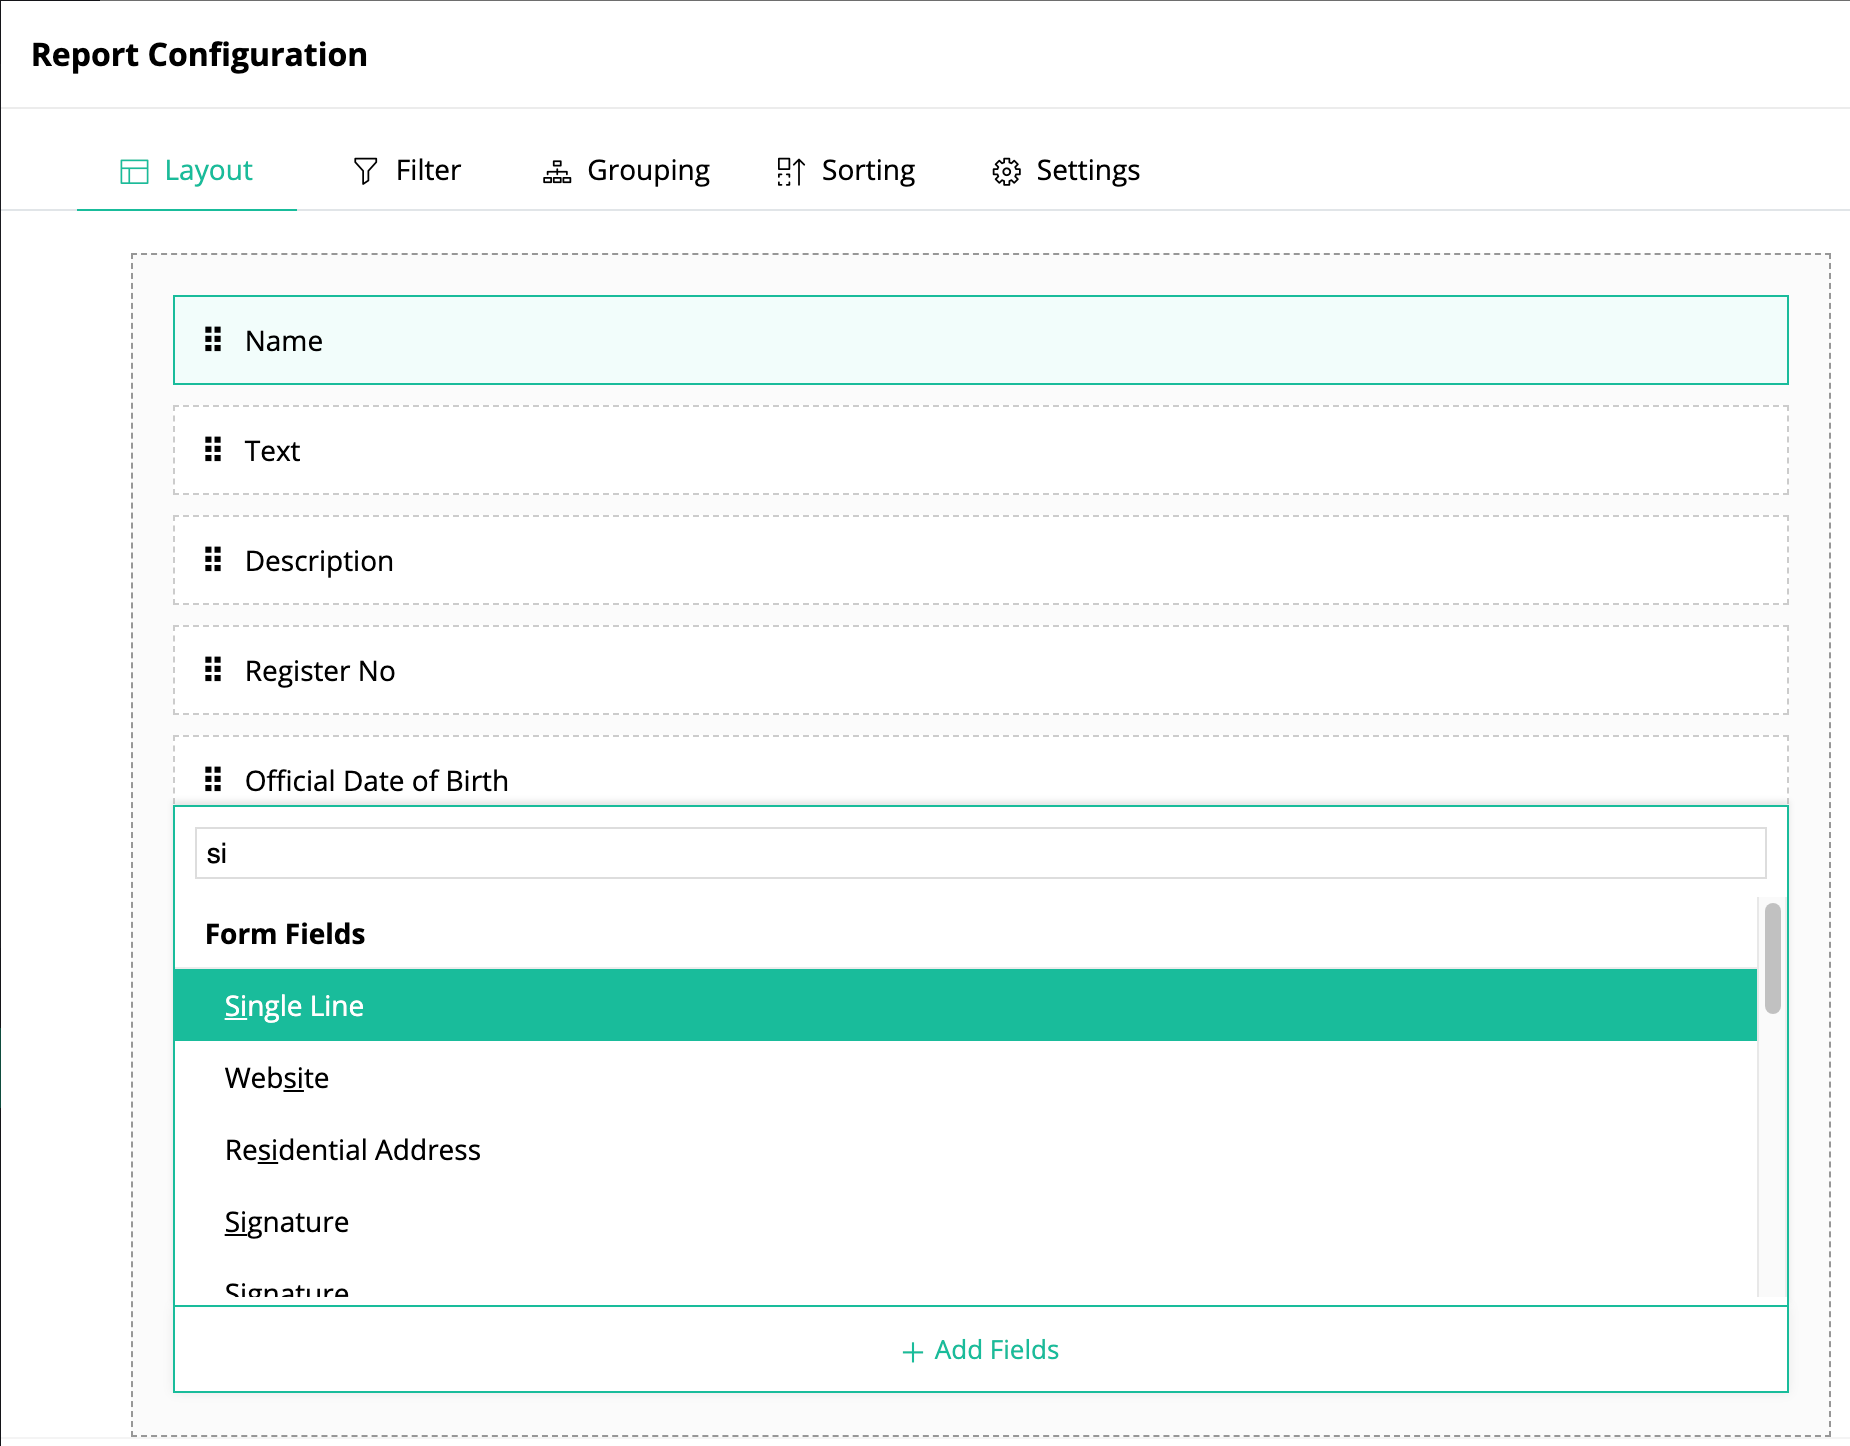 Report Configuration
Layout Filter Grouping Sorting Settings
Name
Text
Description
Register No
Official Date of Birth
si
Form Fields
Single Line
Website
Residential Address
Signature
Signature
+ Add Fields